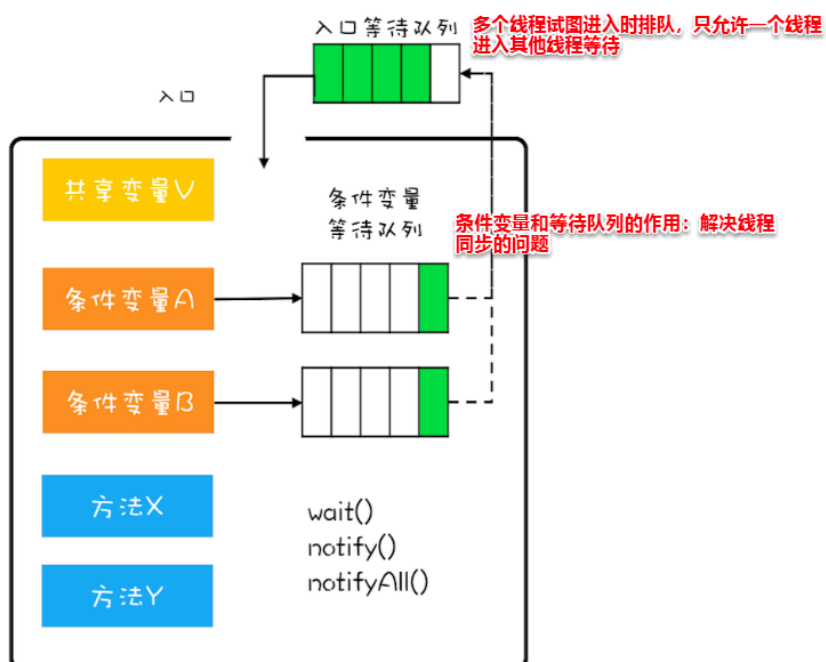 入口等待队列
多个线程试图进入时排队，只允许一个线程
进入其他线程等待
入口
共享变量V
条件变量
等待队列
条件变量和等待队列的作用：解决线程
同步的问题
条件变量A
条件变量B
方法X
方法Y
wait()
notify()
notifyAll()